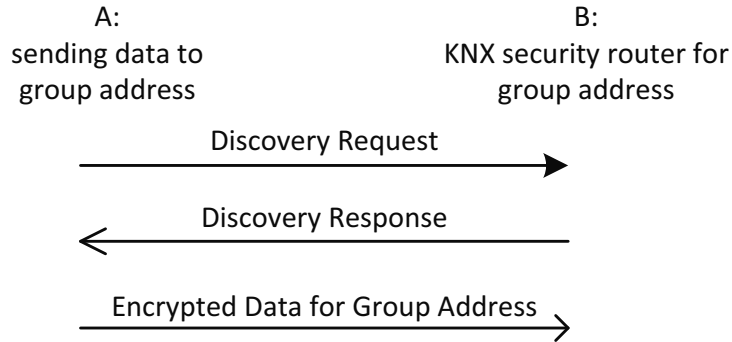 A:
sending data to
group address
B:
KNX security router for
group address
Discovery Request
Discovery Response
Encrypted Data for Group Address